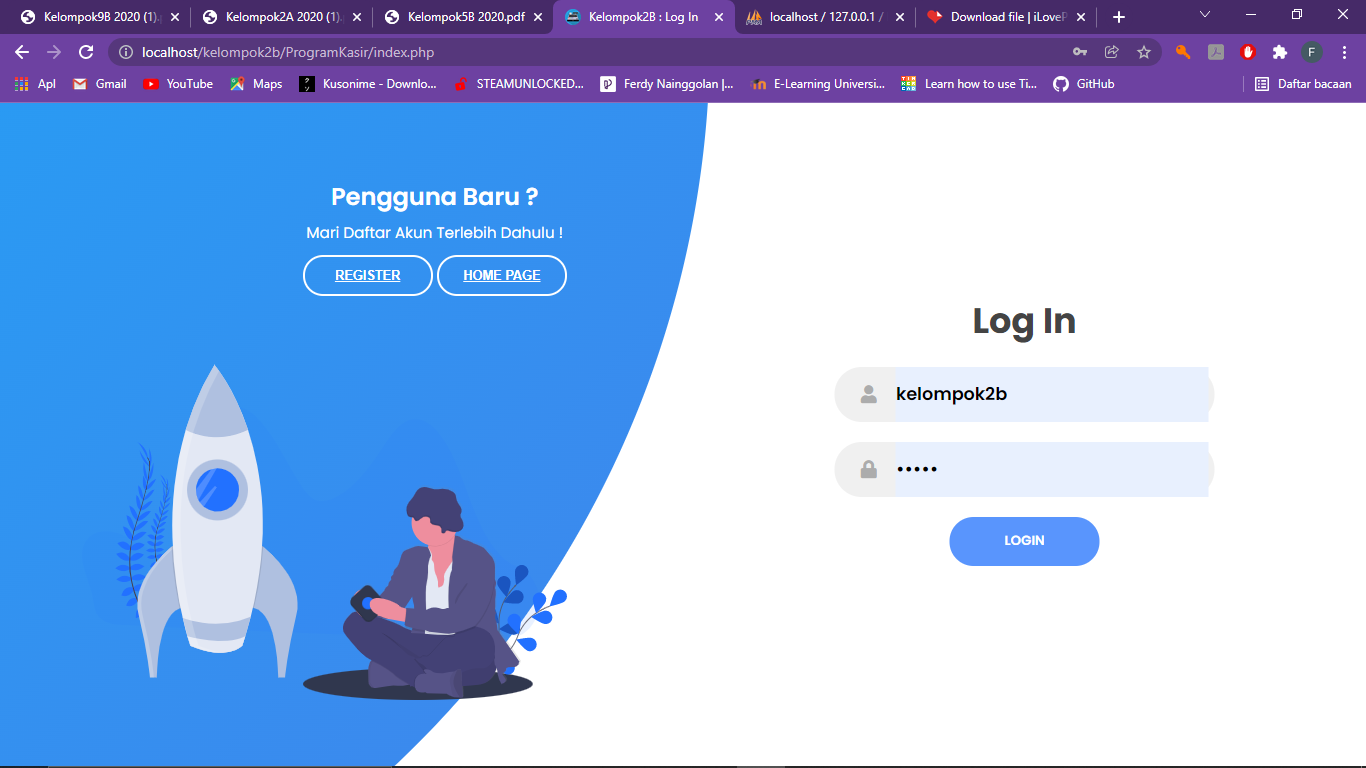 Kelompok9B 2020 (1).
Kelompok2A 2020 (1).
Kelompok5B 2020.pdf
Kelompok2B : Log In
localhost / 127.0.0.1 /
Download file | iLoveP
localhost/kelompok2b/ProgramKasir/index.php
F
Apl
Gmail
YouTube
Maps
Kusonime - Downlo...
STEAMUNLOCKED...
Ferdy Nainggolan |...
E-Learning Universi...
Learn how to use Ti...
GitHub
Daftar bacaan
Pengguna Baru ?
Mari Daftar Akun Terlebih Dahulu !
REGISTER
HOME PAGE
Log In
kelompok2b
•••••
LOGIN